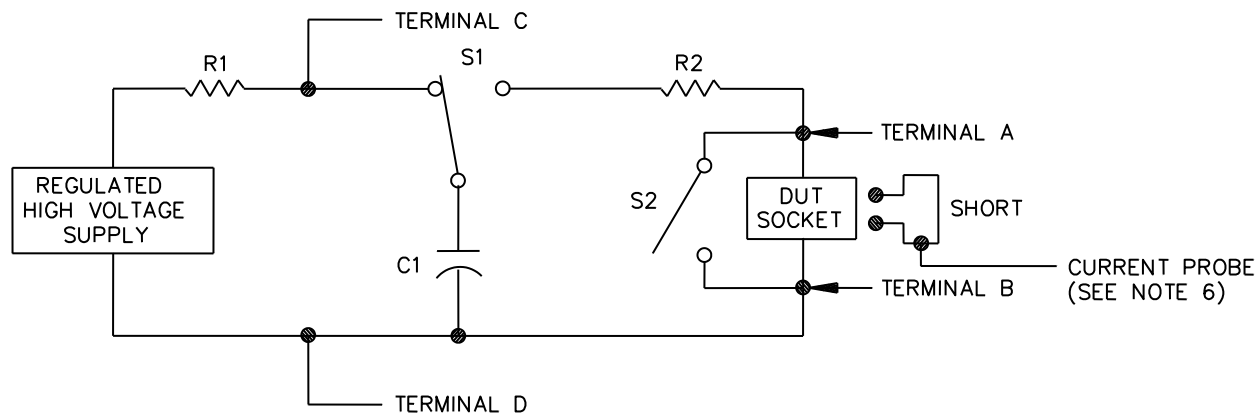 TERMINAL C
S1
R1
R2
TERMINAL A
REGULATED
HIGH VOLTAGE
SUPPLY
S2
DUT
SOCKET
SHORT
C1
CURRENT PROBE
(SEE NOTE 6)
TERMINAL B
TERMINAL D